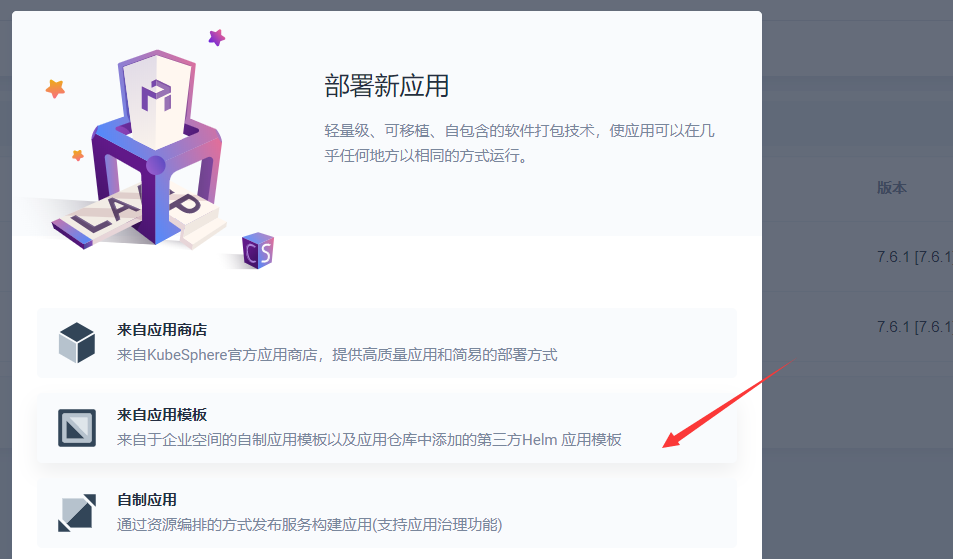 部署新应用
轻量级、可移植、自包含的软件打包技术，使应用可以在几
乎任何地方以相同的方式运行。
版本
7.6.1 [7.6.1
7.6.1 [7.6.1
LAP
CS
来自应用商店
来自KubeSphere官方应用商店，提供高质量应用和简易的部署方式
来自应用模板
来自于企业空间的自制应用模板以及应用仓库中添加的第三方Helm 应用模板
自制应用
通过资源编排的方式发布服务构建应用(支持应用治理功能)